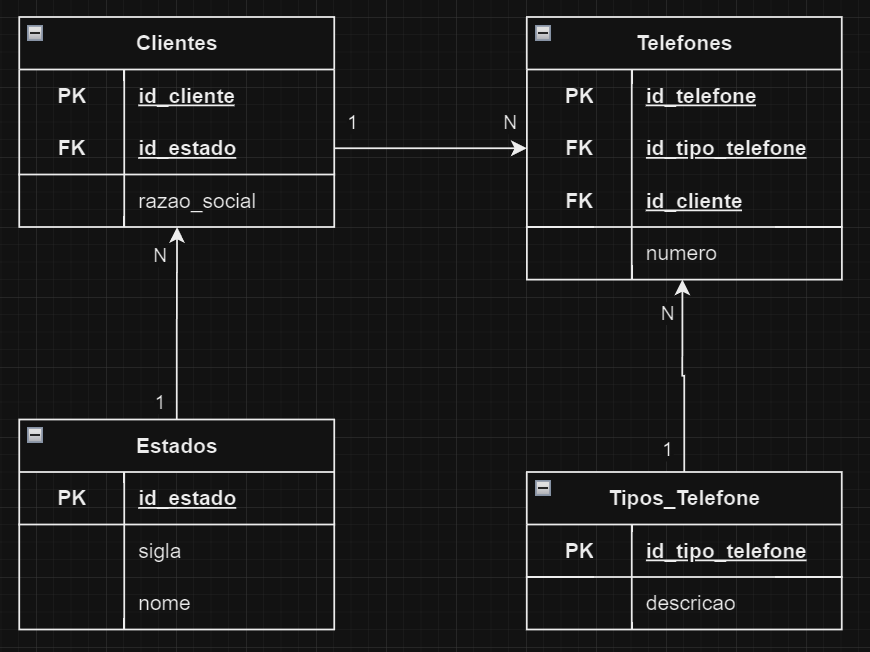 Clientes
PK id_cliente
FK id_estado
razao_social
1
N
Telefones
PK id_telefone
FK id_tipo_telefone
FK id_cliente
numero
N
1
Estados
PK id_estado
sigla
nome
N
1
Tipos_Telefone
PK id_tipo_telefone
descricao